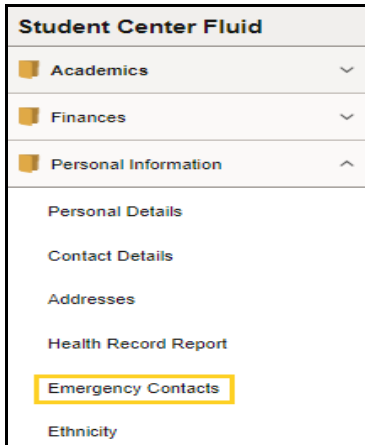 Student Center Fluid
Academics
Finances
Personal Information
Personal Details
Contact Details
Addresses
Health Record Report
Emergency Contacts
Ethnicity